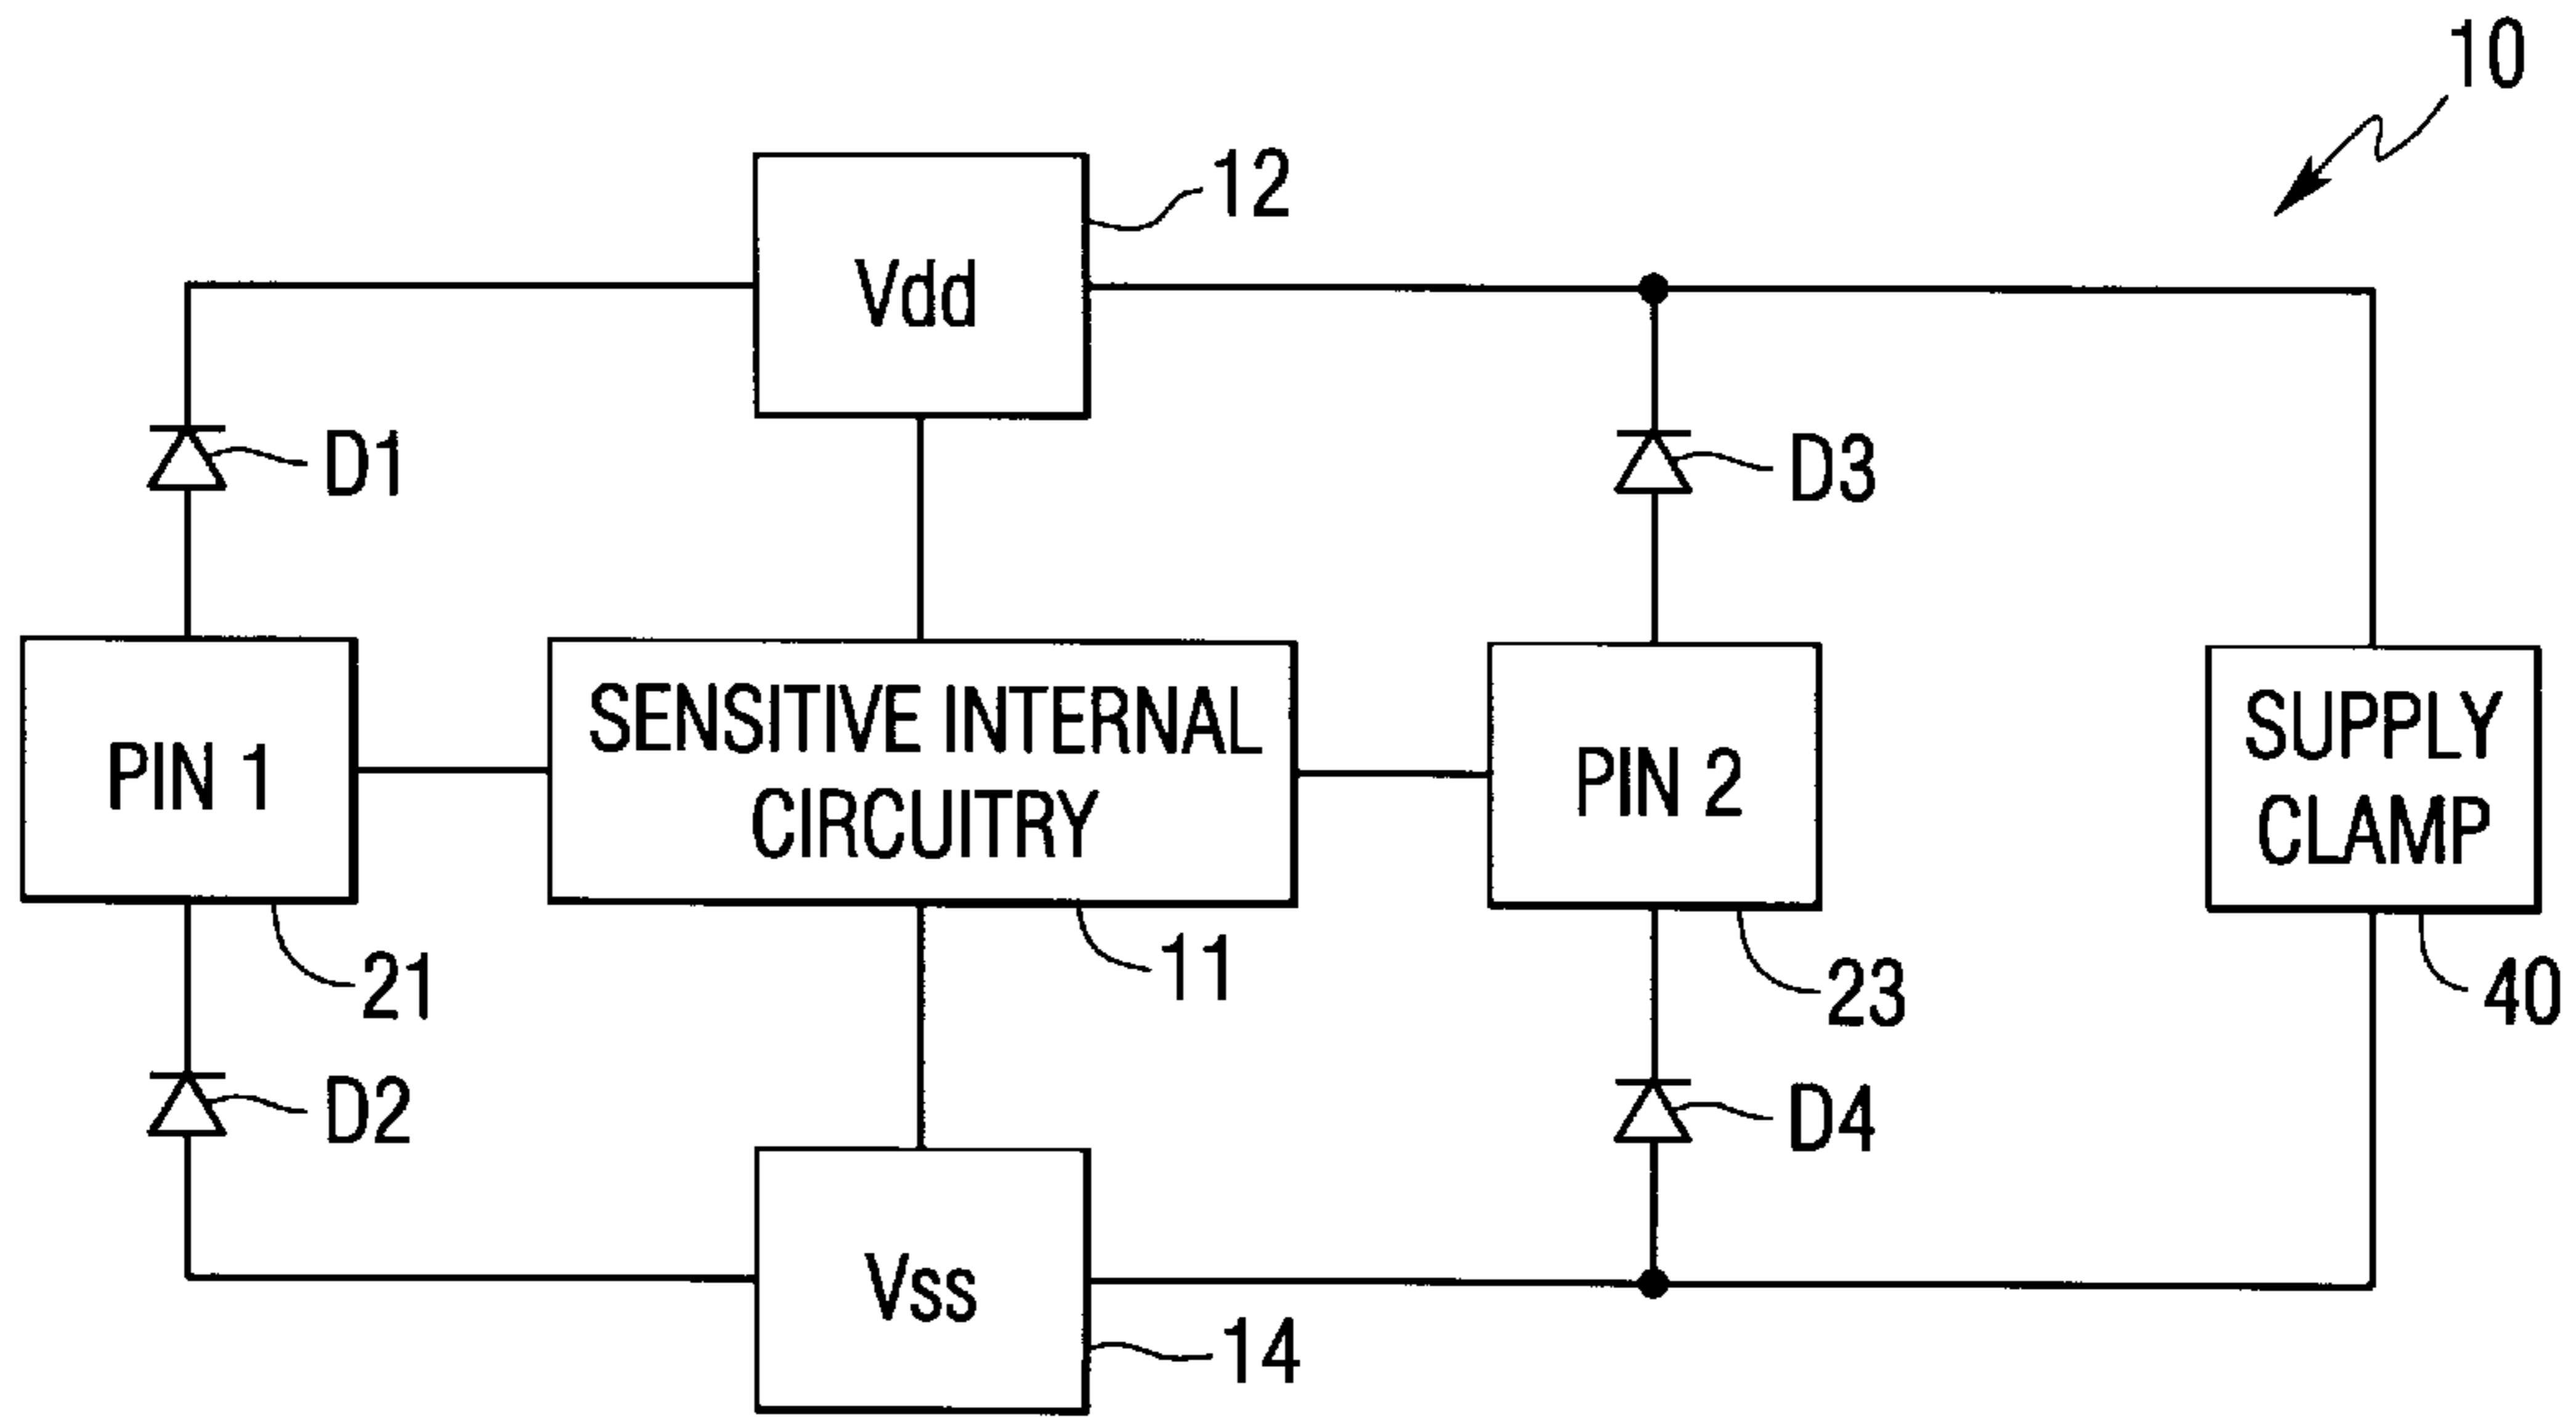 10
12
Vdd
D1
D3
SENSITIVE INTERNAL
CIRCUITRY
PIN 1
PIN 2
SUPPLY
CLAMP
21
11
23
40
D2
D4
Vss
14